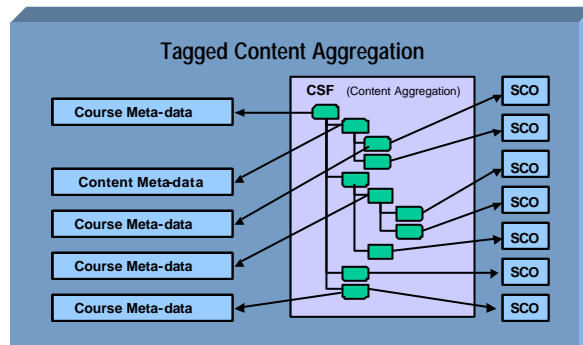 Tagged Content Aggregation
CSF (Content Aggregation)
SCO
Course Meta-data
SCO
SCO
Content Meta-data
SCO
Course Meta-data
SCO
Course Meta-data
SCO
Course Meta-data
SCO